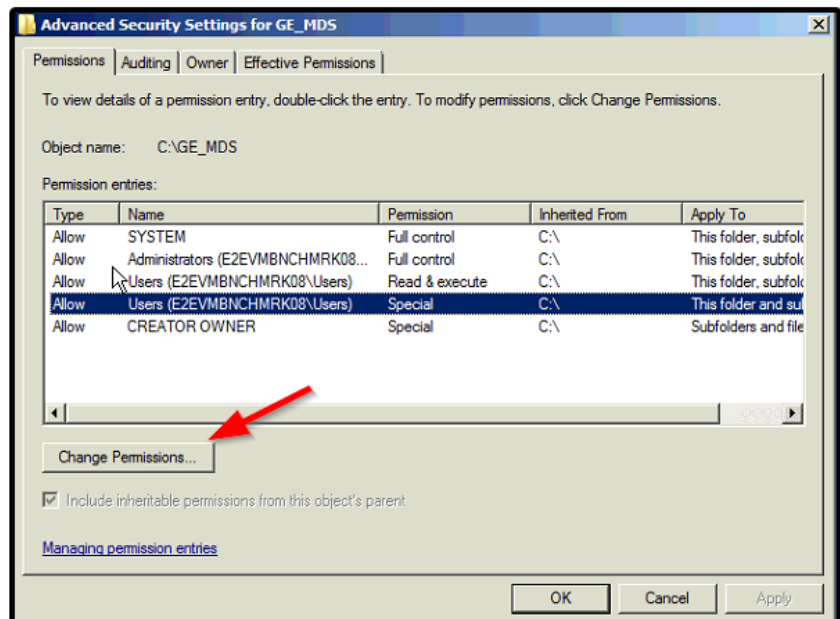 Advanced Security Settings for GE_MDS
Permissions Auditing Owner Effective Permissions
To view details of a permission entry, double-click the entry. To modify permissions, click Change Permissions.
Object name: C:\GE_MDS
Permission entries:
Type Name Permission Inherited From Apply To
Allow SYSTEM Full control C:\ This folder, subfold
Allow Administrators (E2EVMBNCHMRK08... Full control C:\ This folder, subfold
Allow Users (E2EVMBNCHMRK08\Users) Read & execute C:\ This folder, subfold
Allow Users (E2EVMBNCHMRK08\Users) Special C:\ This folder and sul
Allow CREATOR OWNER Special C:\ Subfolders and file
Change Permissions...
Include inheritable permissions from this object's parent
Managing permission entries
OK Cancel Apply